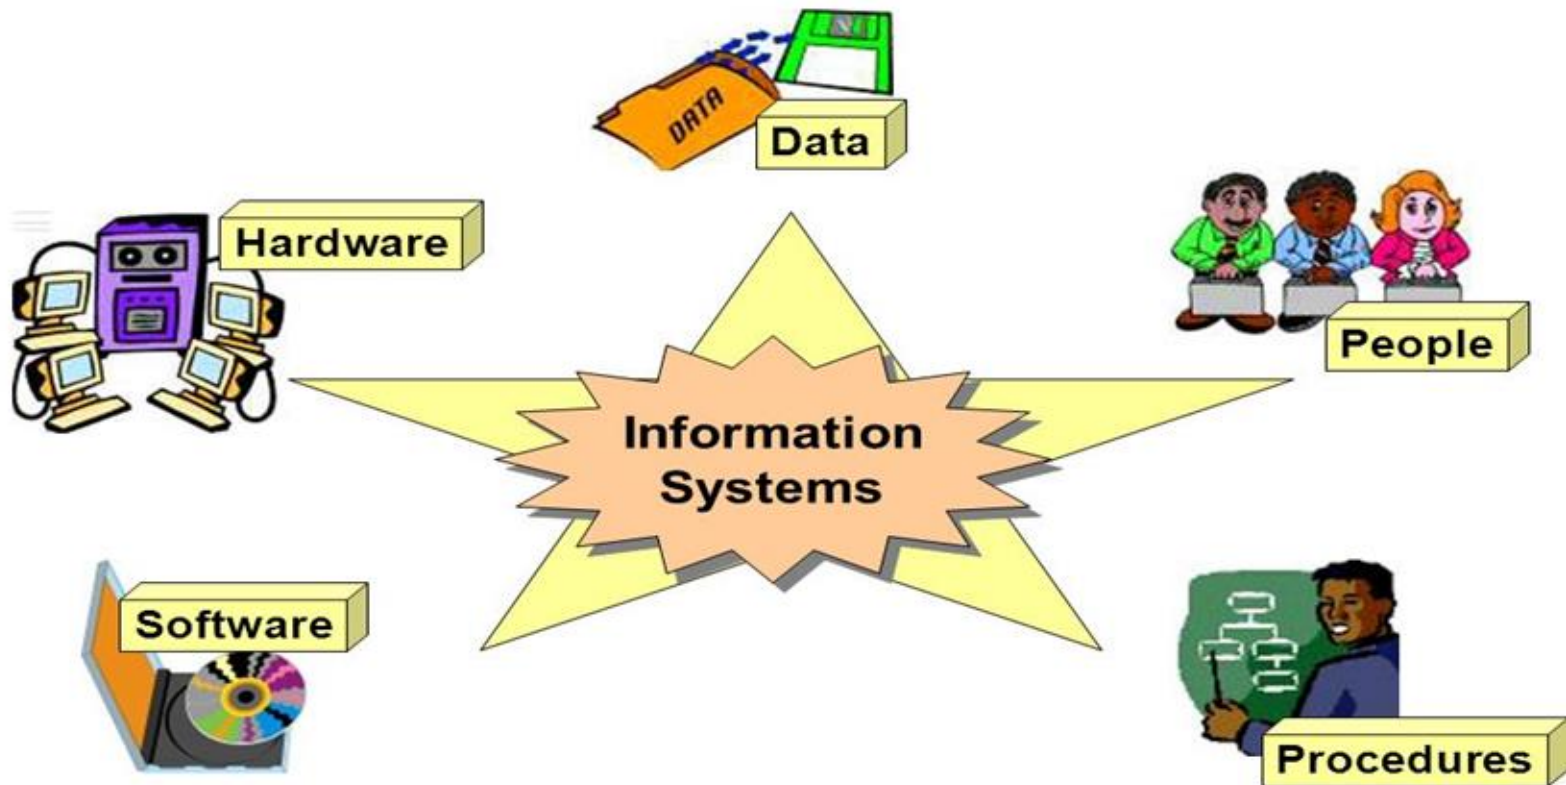 DATA
Data
Hardware
People
Information
Systems
Software
Procedures